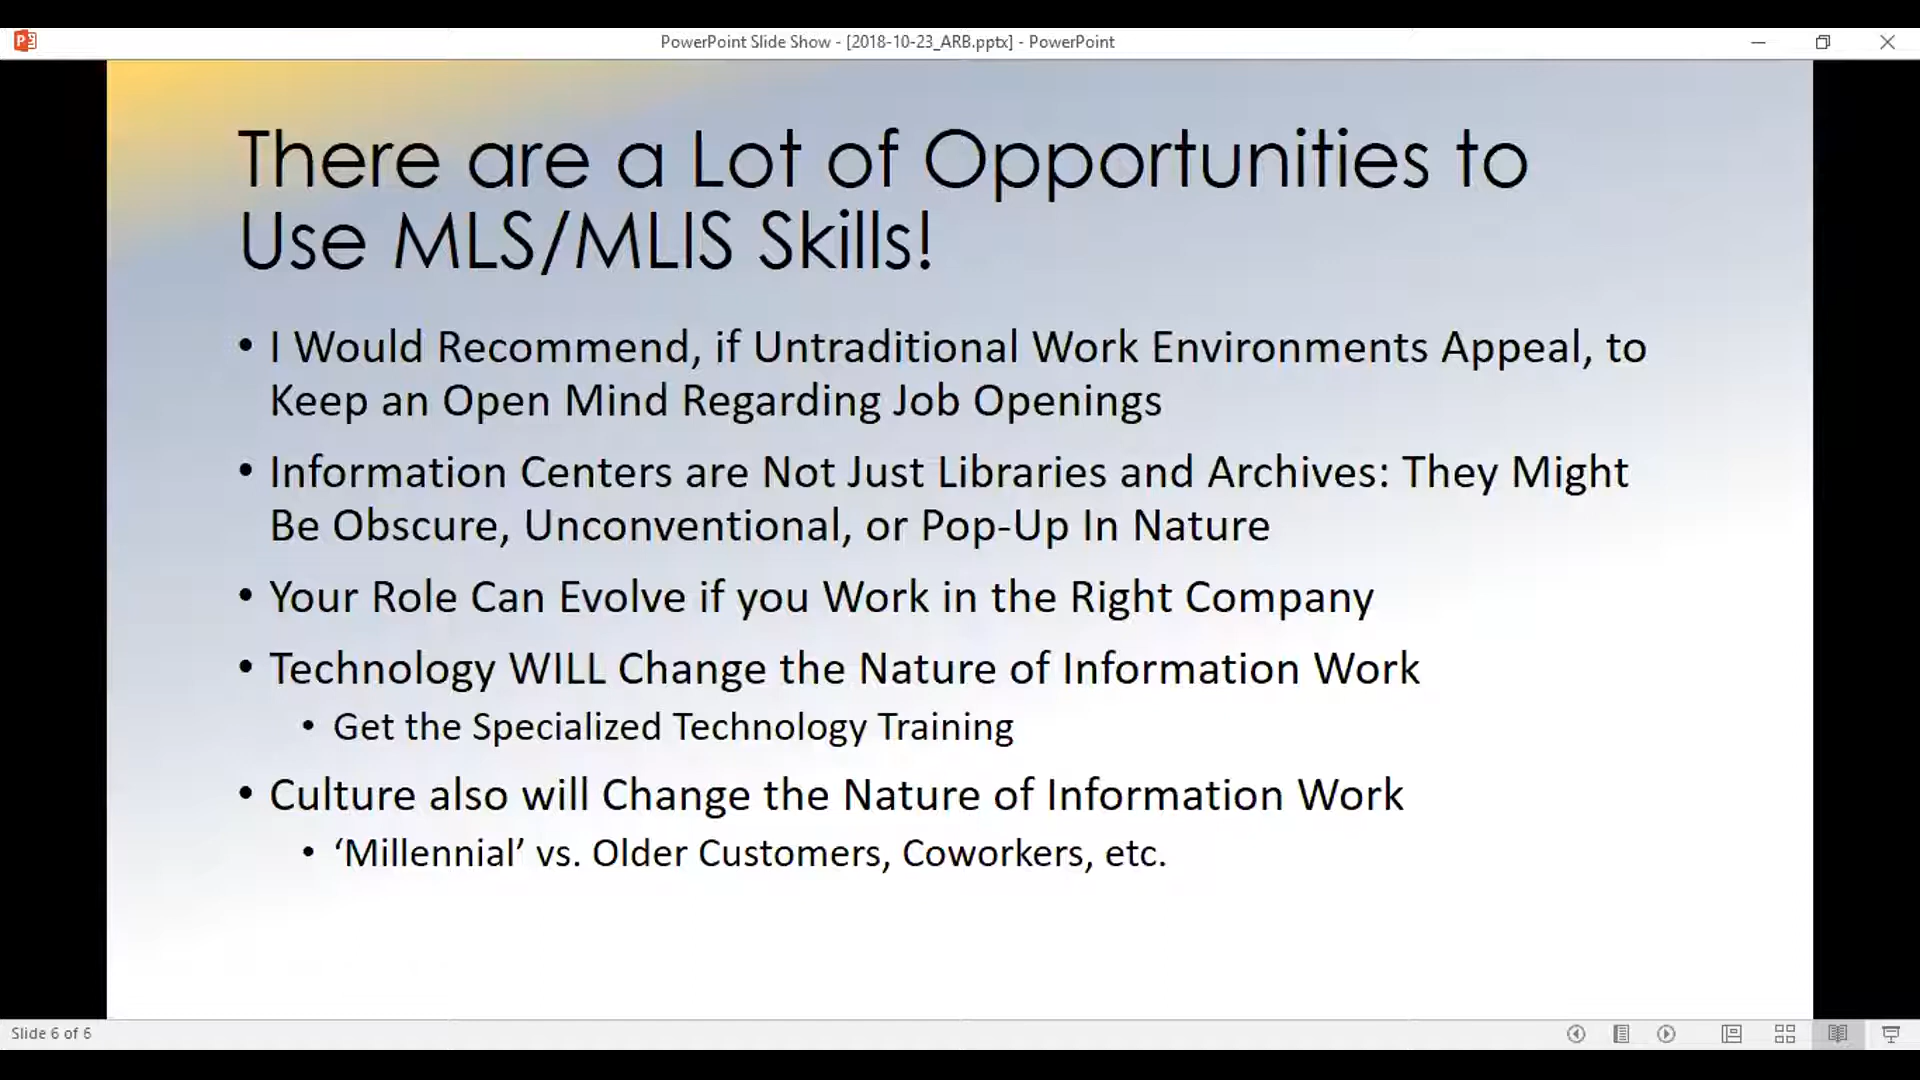 PowerPoint Slide Show - [2018-10-23_ARB.pptx] - PowerPoint
There are a Lot of Opportunities to
Use MLS/MLIS Skills!
• I Would Recommend, if Untraditional Work Environments Appeal, to
Keep an Open Mind Regarding Job Openings
• Information Centers are Not Just Libraries and Archives: They Might
Be Obscure, Unconventional, or Pop-Up In Nature
• Your Role Can Evolve if you Work in the Right Company
• Technology WILL Change the Nature of Information Work
• Get the Specialized Technology Training
• Culture also will Change the Nature of Information Work
• ‘Millennial’ vs. Older Customers, Coworkers, etc.
Slide 6 of 6